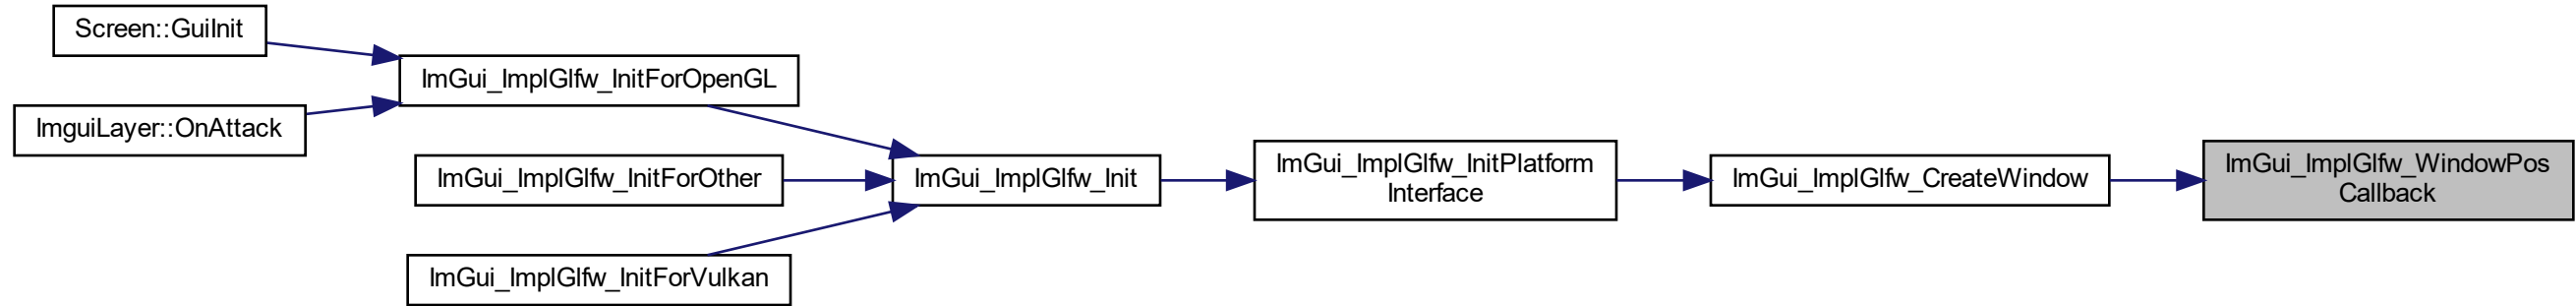 Screen::GuiInit
ImGui_ImplGlfw_InitForOpenGL
ImguiLayer::OnAttack
ImGui_ImplGlfw_InitForOther
ImGui_ImplGlfw_Init
ImGui_ImplGlfw_InitPlatform
Interface
ImGui_ImplGlfw_CreateWindow
ImGui_ImplGlfw_WindowPos
Callback
ImGui_ImplGlfw_InitForVulkan